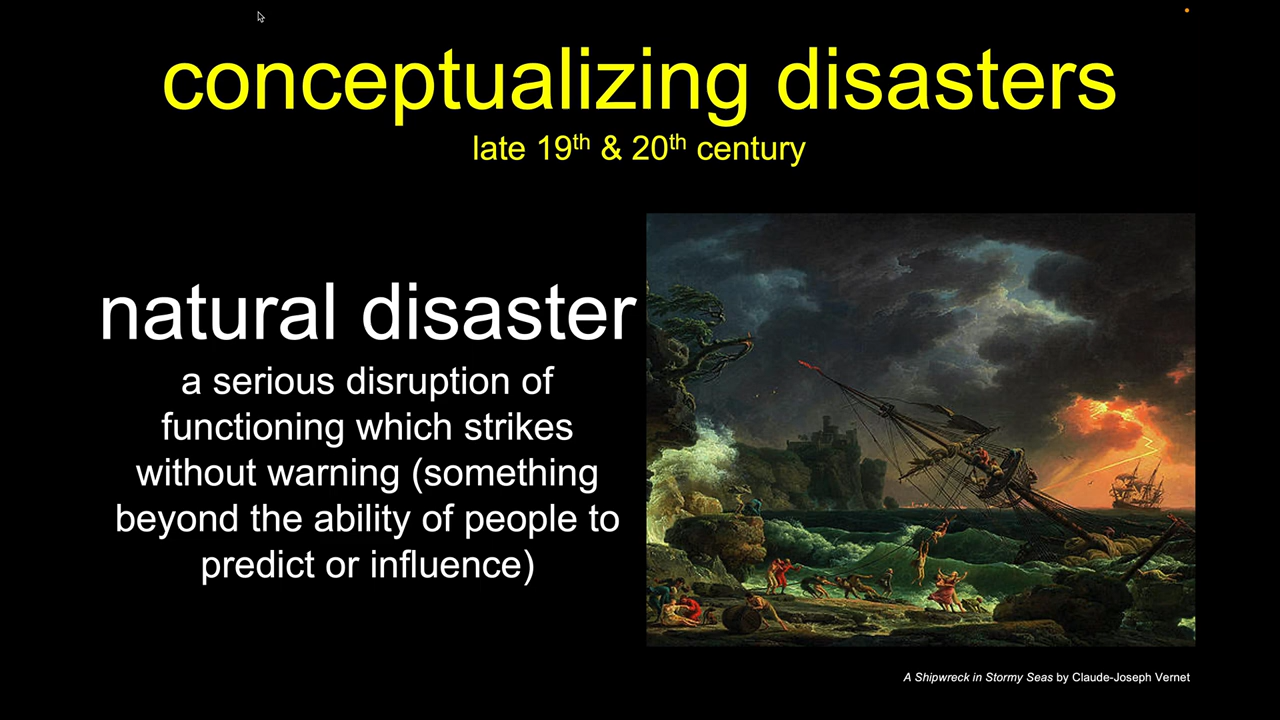 conceptualizing disasters
late 19th & 20th century
natural disaster
a serious disruption of
functioning which strikes
without warning (something
beyond the ability of people to
predict or influence)
A Shipwreck in Stormy Seas by Claude-Joseph Vernet